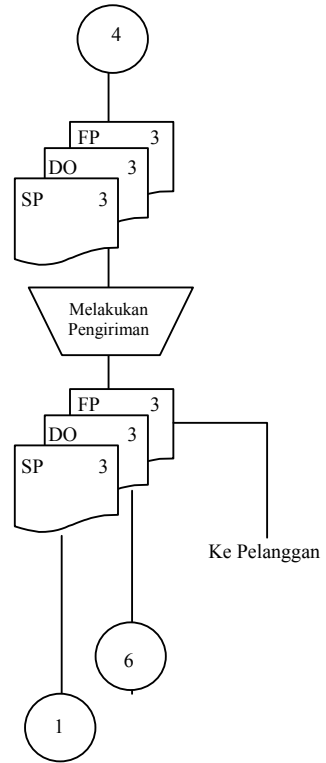 4
FP 3
DO 3
SP 3
Melakukan
Pengiriman
FP 3
DO 3
SP 3
Ke Pelanggan
6
1